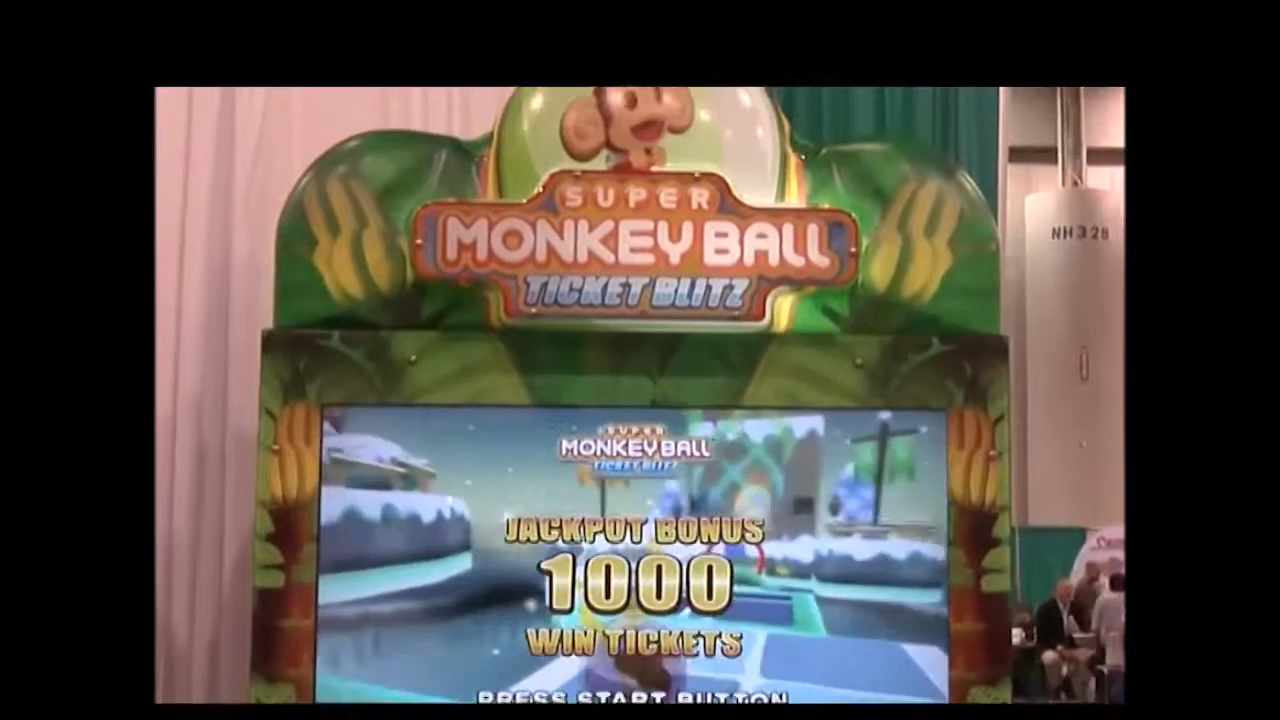 SUPER
MONKEY BALL
TICKET BLITZ
NH328
SUPER
MONKEY BALL
TICKET BLITZ
JACKPOT BONUS
1000
WIN TICKETS
PRESS START BUTTON